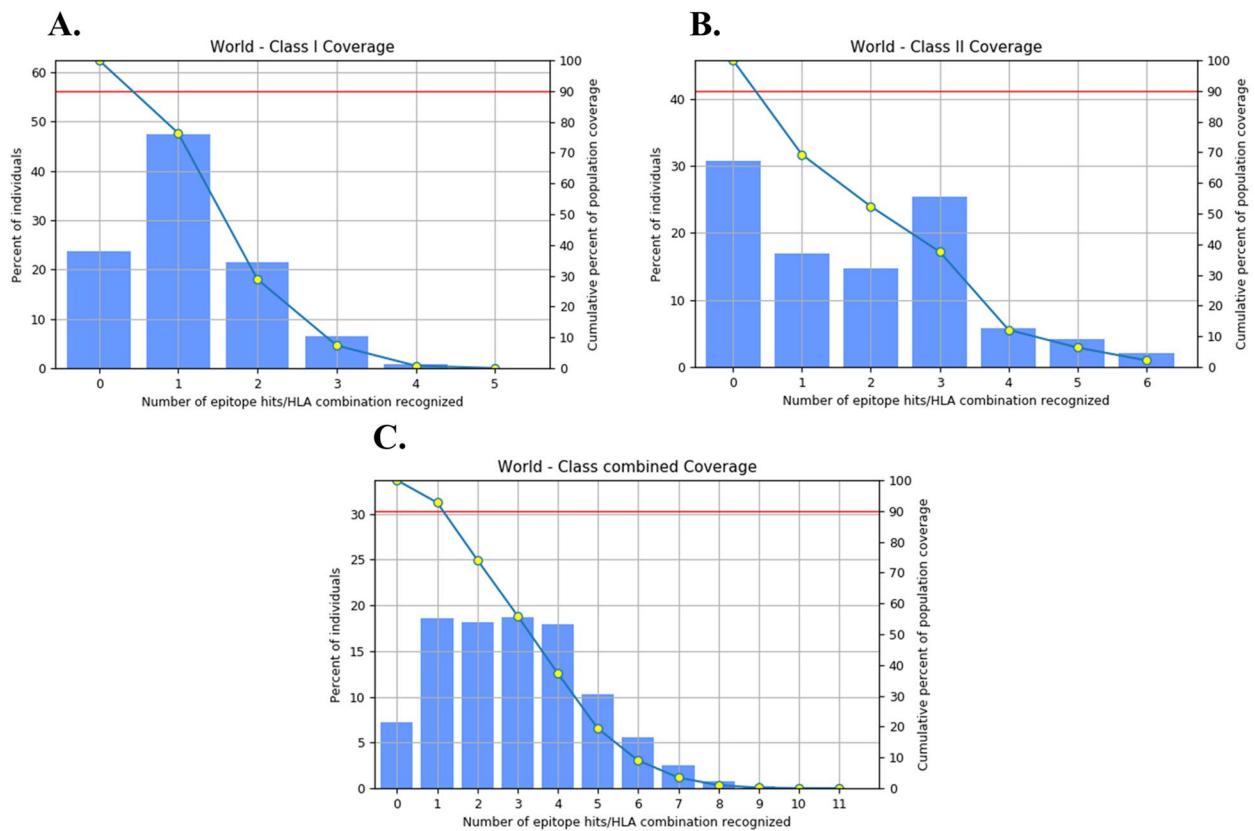 A.
World - Class I Coverage
Percent of individuals
60
50
40
30
20
10
0
100
90
80
70
60
50
40
30
20
10
0
Cumulative percent of population coverage
0 1 2 3 4 5
Number of epitope hits/HLA combination recognized
B.
World - Class II Coverage
Percent of individuals
40
30
20
10
0
100
90
80
70
60
50
40
30
20
10
0
Cumulative percent of population coverage
0 1 2 3 4 5 6
Number of epitope hits/HLA combination recognized
C.
World - Class combined Coverage
Percent of individuals
30
25
20
15
10
5
0
100
90
80
70
60
50
40
30
20
10
0
Cumulative percent of population coverage
0 1 2 3 4 5 6 7 8 9 10 11
Number of epitope hits/HLA combination recognized